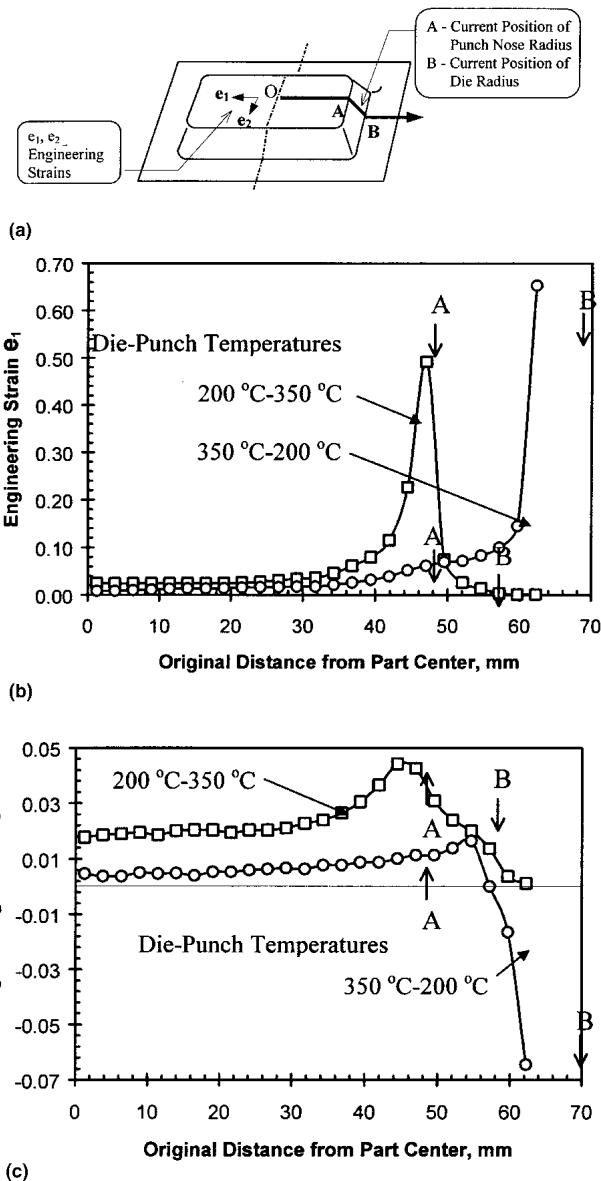 A - Current Position of
Punch Nose Radius
B - Current Position of
Die Radius
O
e1
e2
A
B
e1, e2
Engineering
Strains
(a)
0.70
0.60
0.50
0.40
0.30
0.20
0.10
0.00
Engineering Strain e1
Die-Punch Temperatures
200 °C-350 °C
350 °C-200 °C
A
B
A
B
0 10 20 30 40 50 60 70
Original Distance from Part Center, mm
(b)
0.05
0.03
0.01
-0.01
-0.03
-0.05
-0.07
200 °C-350 °C
B
A
A
Die-Punch Temperatures
350 °C-200 °C
B
0 10 20 30 40 50 60 70
Original Distance from Part Center, mm
(c)